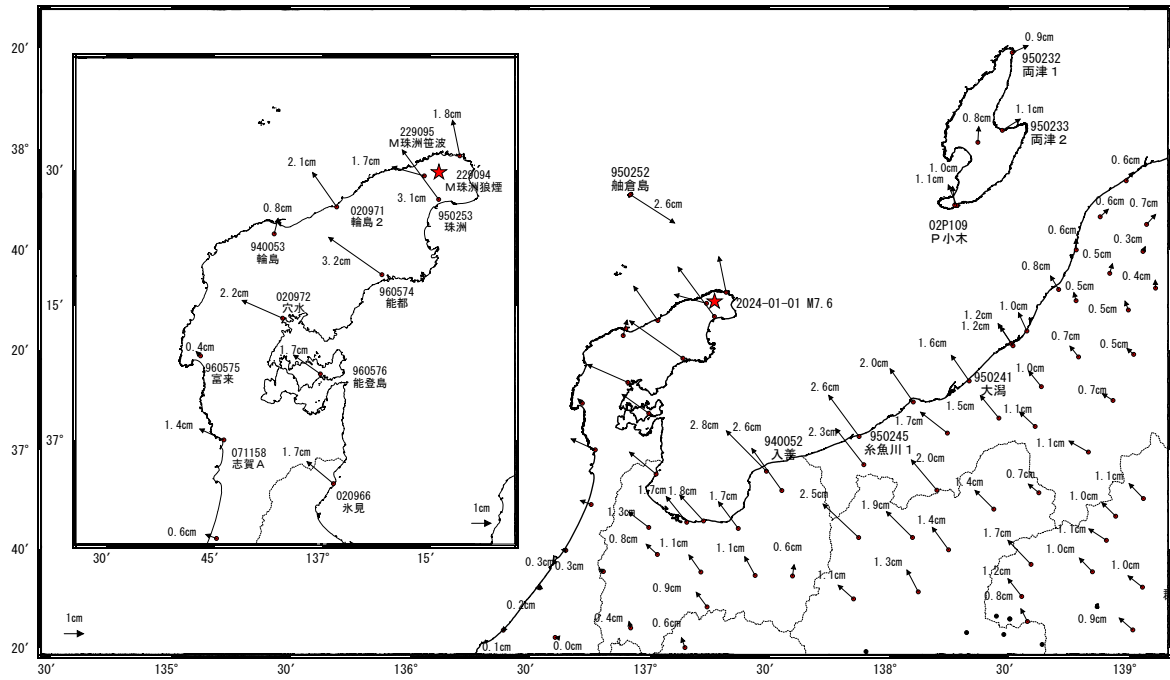 20′
38°
40′
20′
37°
40′
20′
30′
135°
30′
136°
30′
137°
30′
138°
30′
139°
1cm
30′
15′
37°
30′
45′
137°
15′
1cm
1.8cm
229095
M珠洲笹波
1.7cm
2.1cm
229094
M珠洲狼煙
3.1cm
950253
珠洲
020971
輪島2
0.8cm
940053
輪島
3.2cm
960574
能都
2.2cm
020972
穴水
0.4cm
960575
富来
1.7cm
960576
能登島
1.4cm
071158
志賀A
1.7cm
020966
氷見
0.6cm
0.9cm
950232
両津1
1.1cm
0.8cm
950233
両津2
1.0cm
1.1cm
02P109
P小木
950252
舳倉島
2.6cm
2024-01-01 M7.6
0.6cm
0.6cm
0.7cm
0.6cm
0.5cm
0.3cm
0.8cm
0.5cm
0.4cm
1.0cm
0.5cm
1.2cm
1.2cm
0.7cm
0.5cm
1.6cm
1.0cm
2.0cm
950241
大潟
0.7cm
2.6cm
1.5cm
1.1cm
1.7cm
2.8cm
2.6cm
2.3cm
950245
糸魚川1
1.1cm
940052
入善
2.0cm
0.7cm
1.1cm
1.4cm
1.0cm
1.7cm
1.8cm
1.7cm
2.5cm
1.9cm
1.3cm
1.4cm
1.7cm
1.1cm
0.8cm
1.1cm
1.1cm
0.6cm
1.0cm
0.3cm
0.3cm
0.9cm
1.1cm
1.3cm
1.2cm
1.0cm
0.2cm
0.4cm
0.6cm
0.8cm
0.9cm
0.1cm
0.0cm